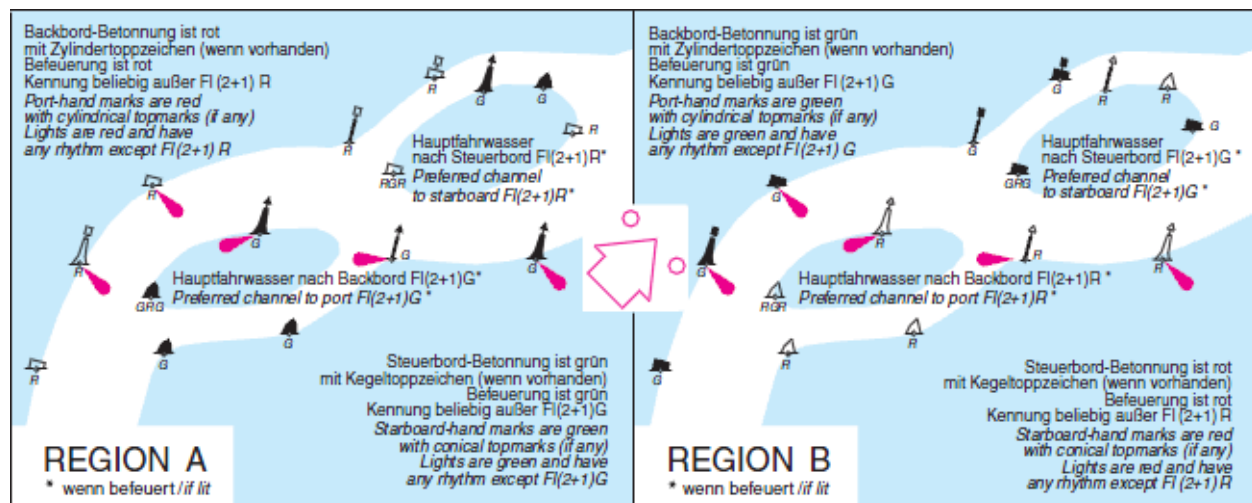 Backbord-Betonnung ist rot
mit Zylindertoppzeichen (wenn vorhanden)
Befeuerung ist rot
Kennung beliebig außer Fl (2+1) R
Port-hand marks are red
with cylindrical topmarks (if any)
Lights are red and have
any rhythm except Fl(2+1) R
R
G
G
R
R
Hauptfahrwasser
nach Steuerbord Fl(2+1)R*
Preferred channel
to starboard Fl(2+1)R*
RGR
R
G
G
G
R
Hauptfahrwasser nach Backbord Fl(2+1)G*
Preferred channel to port Fl(2+1)G *
GRG
G
G
R
Steuerbord-Betonnung ist grün
mit Kegeltoppzeichen (wenn vorhanden)
Befeuerung ist grün
Kennung beliebig außer Fl(2+1)G
Starboard-hand marks are green
with conical topmarks (if any)
Lights are green and have
any rhythm except Fl(2+1)G
REGION A
* wenn befeuert/if lit
Backbord-Betonnung ist grün
mit Zylindertoppzeichen (wenn vorhanden)
Befeuerung ist grün
Kennung beliebig außer Fl (2+1) G
Port-hand marks are green
with cylindrical topmarks (if any)
Lights are green and have
any rhythm except Fl(2+1) G
G
R
R
G
G
Hauptfahrwasser
nach Steuerbord Fl(2+1)G *
Preferred channel
to starboard Fl(2+1)G *
GRG
G
R
R
R
G
Hauptfahrwasser nach Backbord Fl(2+1)R *
Preferred channel to port Fl(2+1)R *
RGR
R
R
G
Steuerbord-Betonnung ist rot
mit Kegeltoppzeichen (wenn vorhanden)
Befeuerung ist rot
Kennung beliebig außer Fl (2+1) R
Starboard-hand marks are red
with conical topmarks (if any)
Lights are red and have
any rhythm except Fl (2+1) R
REGION B
* wenn befeuert /if lit